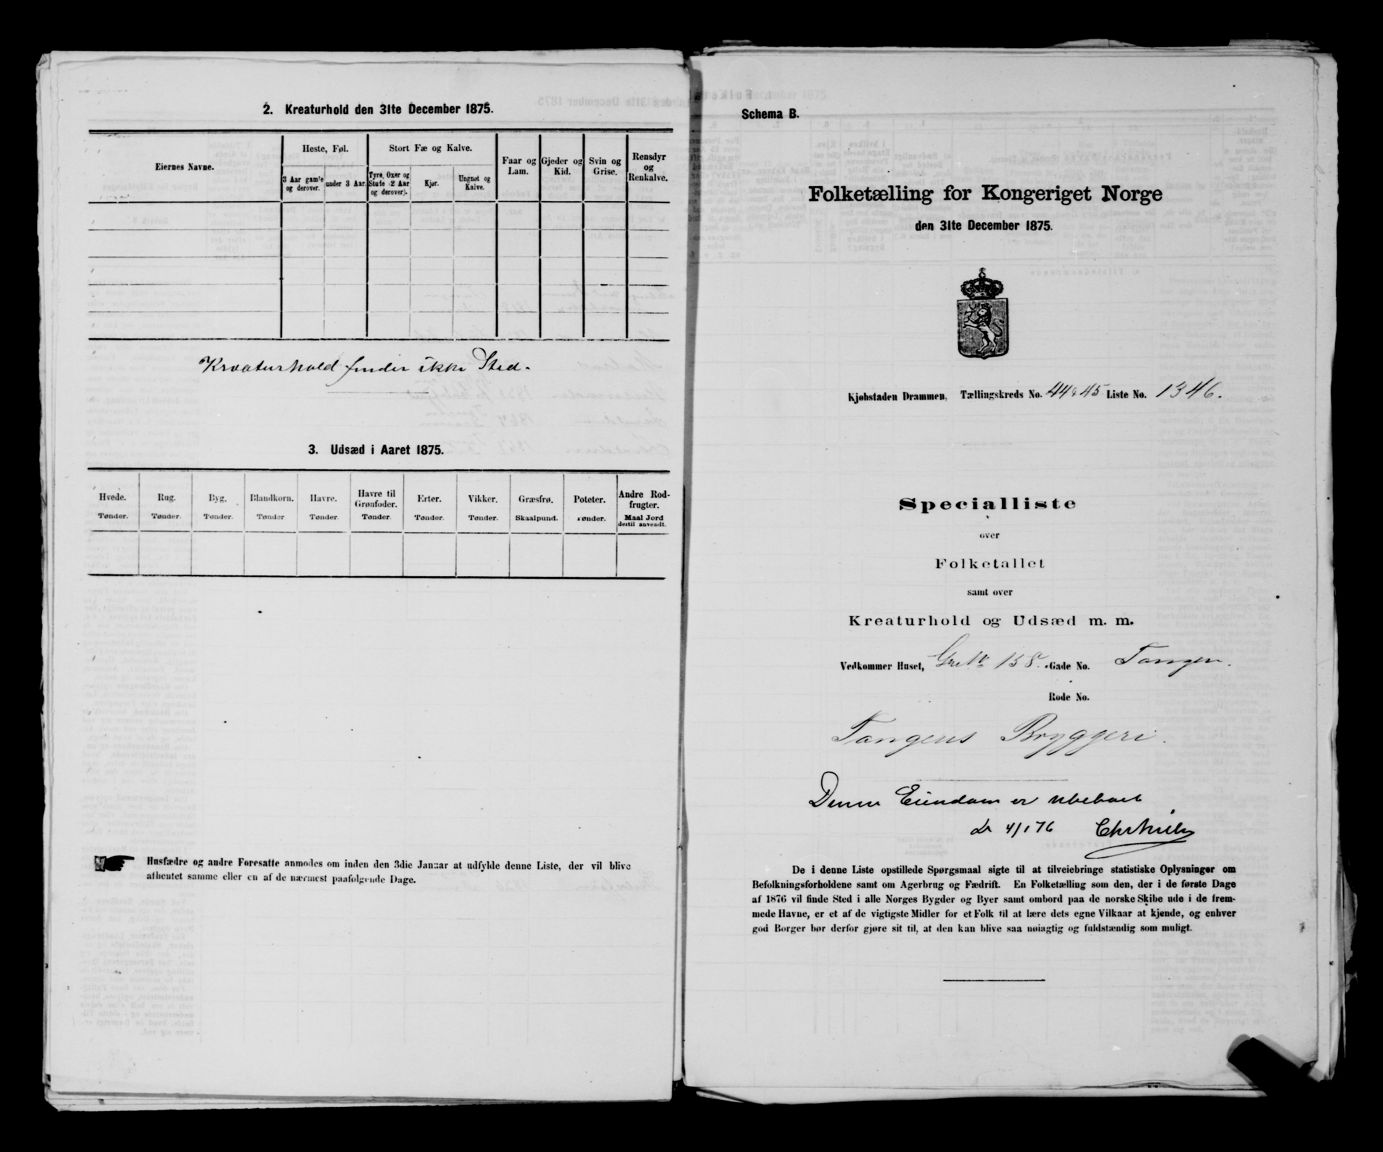 2. Kreaturhold den 31te December 1875.
Eiernes Navne.
Heste, Føl.
Stort Fæ og Kalve.
Faar og Lam.
Gjeder og Kid.
Svin og Grise.
Rensdyr og Renkalve.
3 Aar gamle og derover.
under 3 Aar.
Tyre, Oxer og Stude (2 Aar og derover).
Kjør.
Ungnøt og Kalve.
Kreaturhold finder ikke Sted.
3. Udsæd i Aaret 1875.
Hvede. Rug. Byg. Blandkorn. Havre. Havre til Grønfoder. Erter. Vikker. Græsfrø. Poteter. Andre Rodfrugter.
Tønder. Tønder. Tønder. Tønder Tønder. Tønder. Tønder. Tønder. Skaalpund. Tønder. Maal Jord dertil anvendt.
Husfædre og andre Foresatte anmodes om inden den 3die Januar at udfylde denne Liste, der vil blive
afhentet samme eller en af de nærmest paafølgende Dage.
Schema B.
Folketælling for Kongeriget Norge
den 31te December 1875.
Kjøbstaden Drammen, Tællingskreds No. 44 & 45 Liste No. 1346.
Specialliste
over
Folketallet
samt over
Kreaturhold og Udsæd m. m.
Vedkommer Huset, Gr. No 158. Gade No. Tangen.
Rode No.
Tangens Bryggeri.
Denne Eiendom er ubeboet
4/1 76
De i denne Liste opstillede Spørgsmaal sigte til at tilveiebringe statistiske Oplysninger om
Befolkningsforholdene samt om Agerbrug og Fædrift. En Folketælling som den, der i de første Dage
af 1876 vil finde Sted i alle Norges Bygder og Byer samt ombord paa de norske Skibe ude i de frem-
mede Havne, er et af de vigtigste Midler for et Folk til at lære dets egne Vilkaar at kjende, og enhver
god Borger bør derfor gjøre sit til, at den kan blive saa nøiagtig og fuldstændig som muligt.